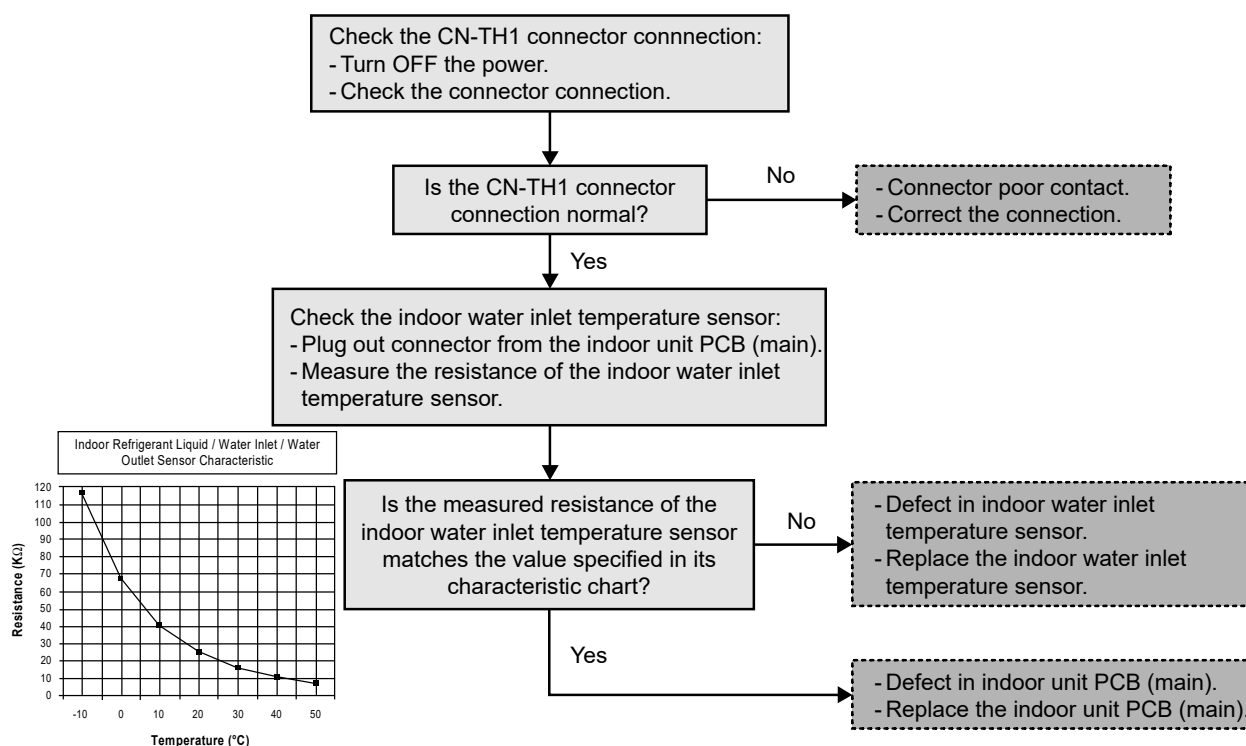 Check the CN-TH1 connector connnection:
- Turn OFF the power.
- Check the connector connection.
Is the CN-TH1 connector
connection normal?
No
- Connector poor contact.
- Correct the connection.
Yes
Check the indoor water inlet temperature sensor:
- Plug out connector from the indoor unit PCB (main).
- Measure the resistance of the indoor water inlet
temperature sensor.
Indoor Refrigerant Liquid / Water Inlet / Water
Outlet Sensor Characteristic
Resistance (KΩ)
120
110
100
90
80
70
60
50
40
30
20
10
0
-10 0 10 20 30 40 50
Temperature (°C)
Is the measured resistance of the
indoor water inlet temperature sensor
matches the value specified in its
characteristic chart?
No
- Defect in indoor water inlet
temperature sensor.
- Replace the indoor water inlet
temperature sensor.
Yes
- Defect in indoor unit PCB (main).
- Replace the indoor unit PCB (main).